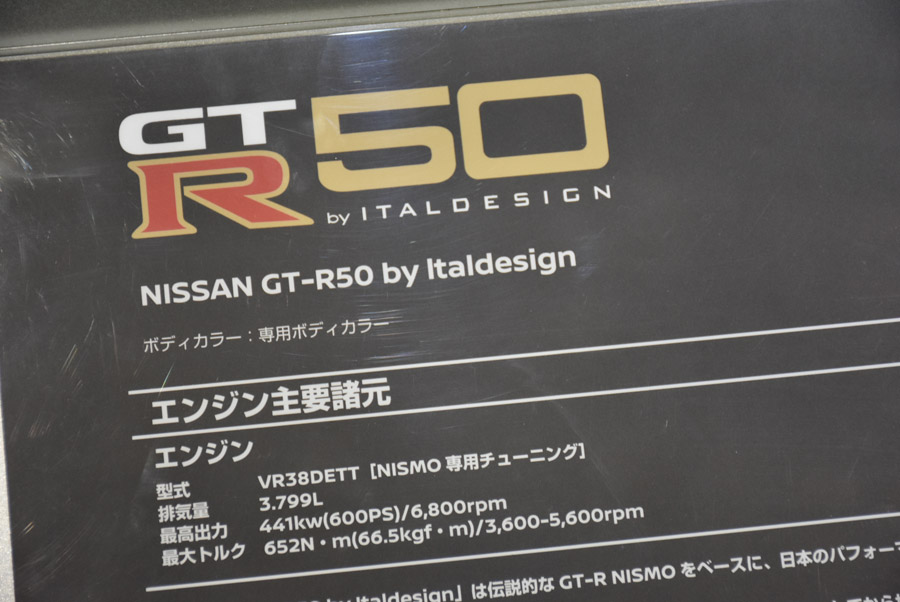 GT
R50
by ITALDESIGN
NISSAN GT-R50 by Italdesign
ボディカラー：専用ボディカラー
エンジン主要諸元
エンジン
型式 VR38DETT［NISMO 専用チューニング］
排気量 3.799L
最高出力 441kw(600PS)/6,800rpm
最大トルク 652N・m(66.5kgf・m)/3,600-5,600rpm
by Italdesign」は伝説的な GT-R NISMO をベースに、日本のパフォーマ